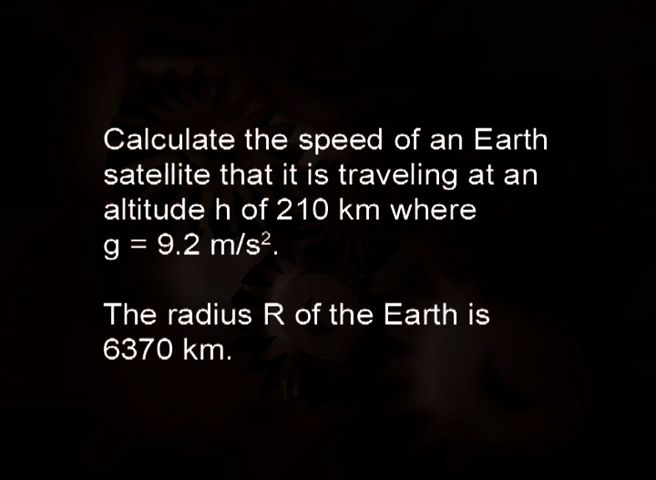 Calculate the speed of an Earth
satellite that it is traveling at an
altitude h of 210 km where
g = 9.2 m/s².
The radius R of the Earth is
6370 km.